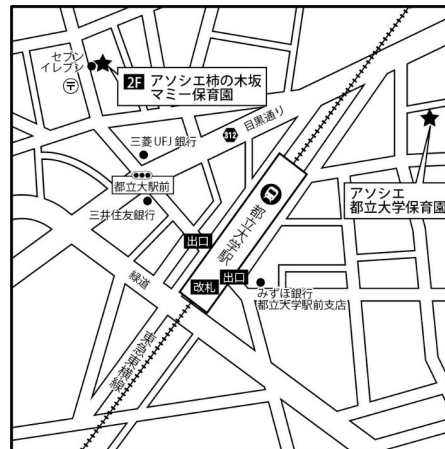 セブン
イレブン
〒
2F アソシエ柿の木坂
マミー保育園
312
目黒通り
三菱UFJ銀行
都立大駅前
三井住友銀行
アソシエ
都立大学保育園
都立大学駅
出口
緑道
改札
出口
みずほ銀行
都立大学駅前支店
東急東横線